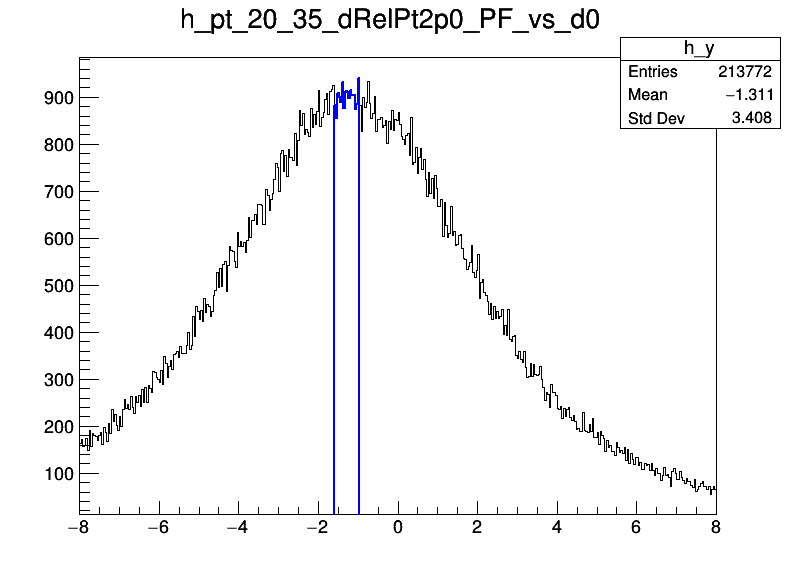 h_pt_20_35_dRelPt2p0_PF_vs_d0
h_y
Entries 213772
Mean −1.311
Std Dev 3.408
900
800
700
600
500
400
300
200
100
−8 −6 −4 −2 0 2 4 6 8